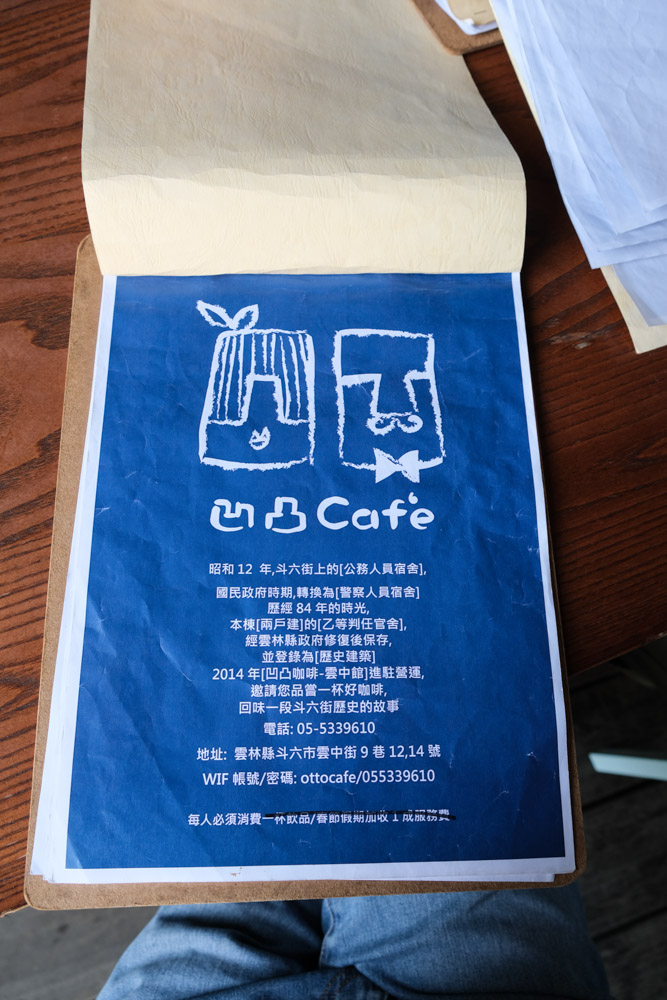 凹凸 Cafe
昭和 12 年,斗六街上的[公務人員宿舍],
國民政府時期,轉換為[警察人員宿舍]
歷經 84 年的時光,
本棟[兩戶建]的[乙等判任官舍],
經雲林縣政府修復後保存,
並登錄為[歷史建築]
2014 年[凹凸咖啡-雲中館]進駐營運,
邀請您品嘗一杯好咖啡,
回味一段斗六街歷史的故事
電話: 05-5339610
地址: 雲林縣斗六市雲中街 9 巷 12,14 號
WIF 帳號/密碼: ottocafe/055339610
每人必須消費一杯飲品/春節假期加收 1 成服務費